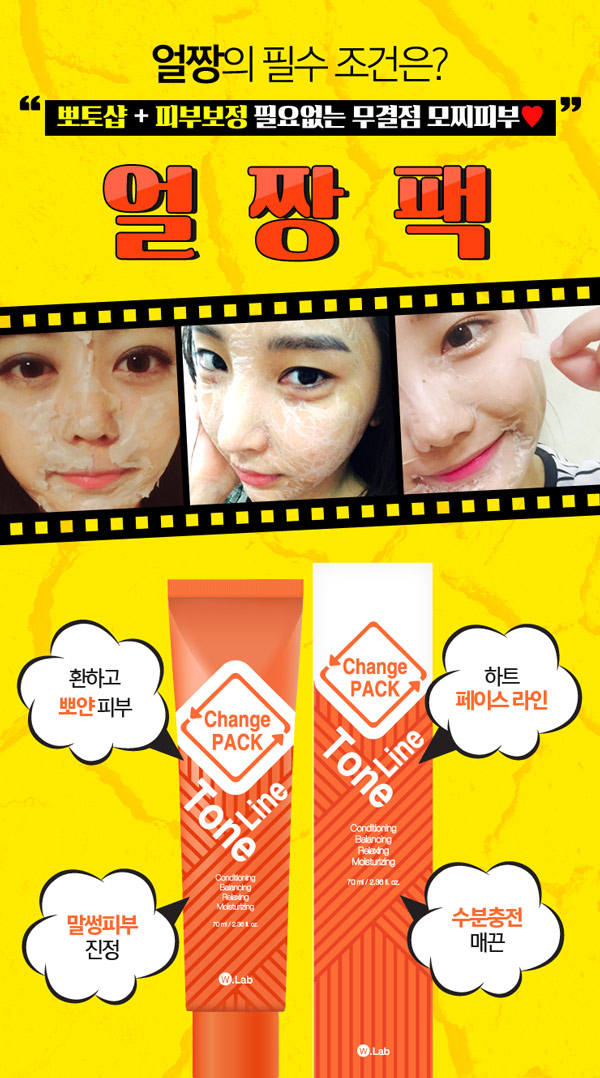 얼짱의 필수 조건은?
“ 뽀토샵 + 피부보정 필요없는 무결점 모찌피부♥ ”
얼짱팩
환하고
뽀얀 피부
하트
페이스 라인
Change
PACK
Tone
Line
Conditioning
Balancing
Relaxing
Moisturizing
70 ml / 2.36 fl. oz.
W.Lab
Change
PACK
Tone
Line
Conditioning
Balancing
Relaxing
Moisturizing
70 ml / 2.36 fl. oz.
W.Lab
말썽피부
진정
수분충전
매끈